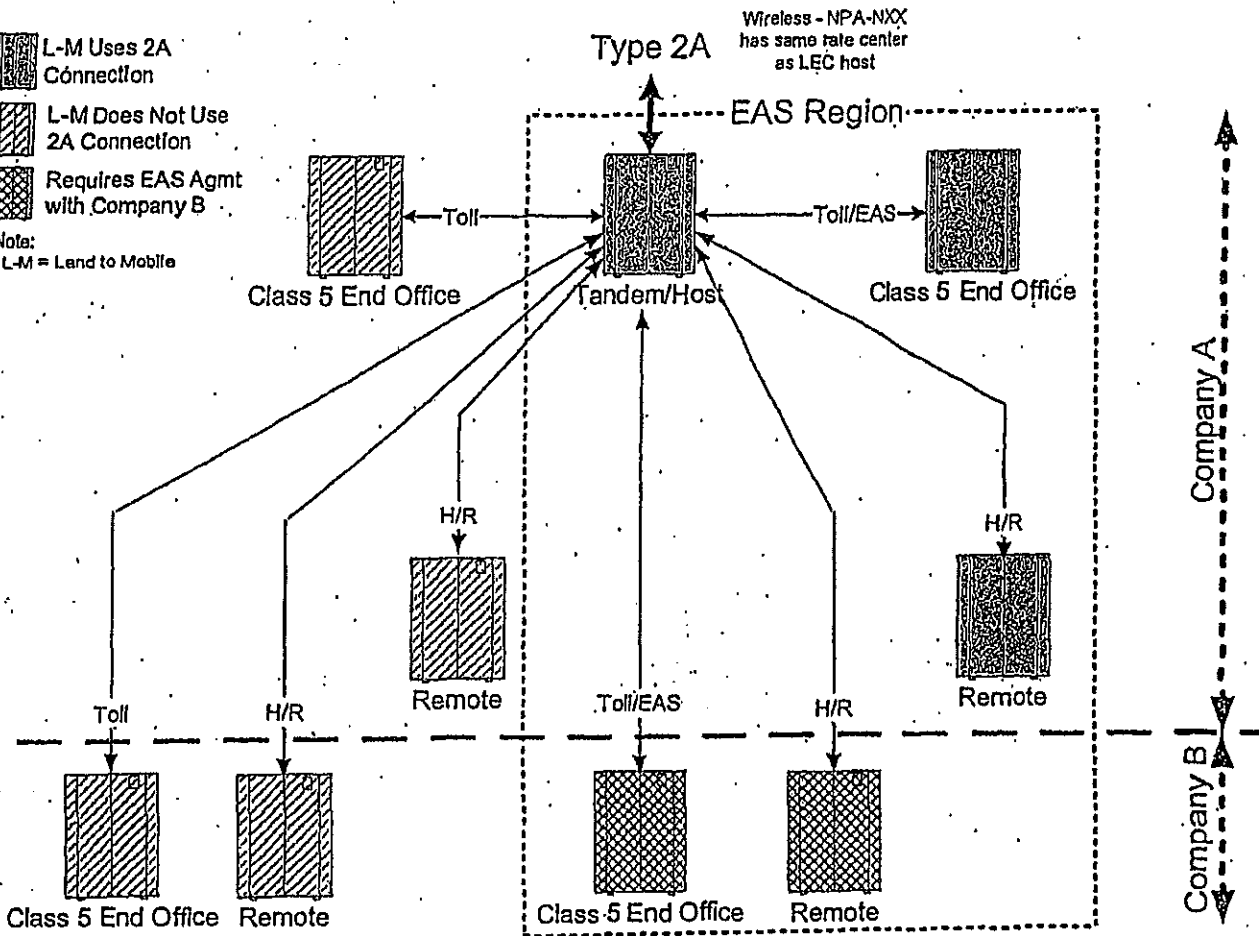 Wireless - NPA-NXX
has same rate center
as LEC host
Type 2A
L-M Uses 2A
Connection
L-M Does Not Use
2A Connection
Requires EAS Agmt
with Company B
Note:
L-M = Land to Mobile
EAS Region
Toll
Toll/EAS
Class 5 End Office
Tandem/Host
Class 5 End Office
Company A
H/R
H/R
Remote
Remote
Toll
H/R
Toll/EAS
H/R
Company B
Class 5 End Office
Remote
Class 5 End Office
Remote